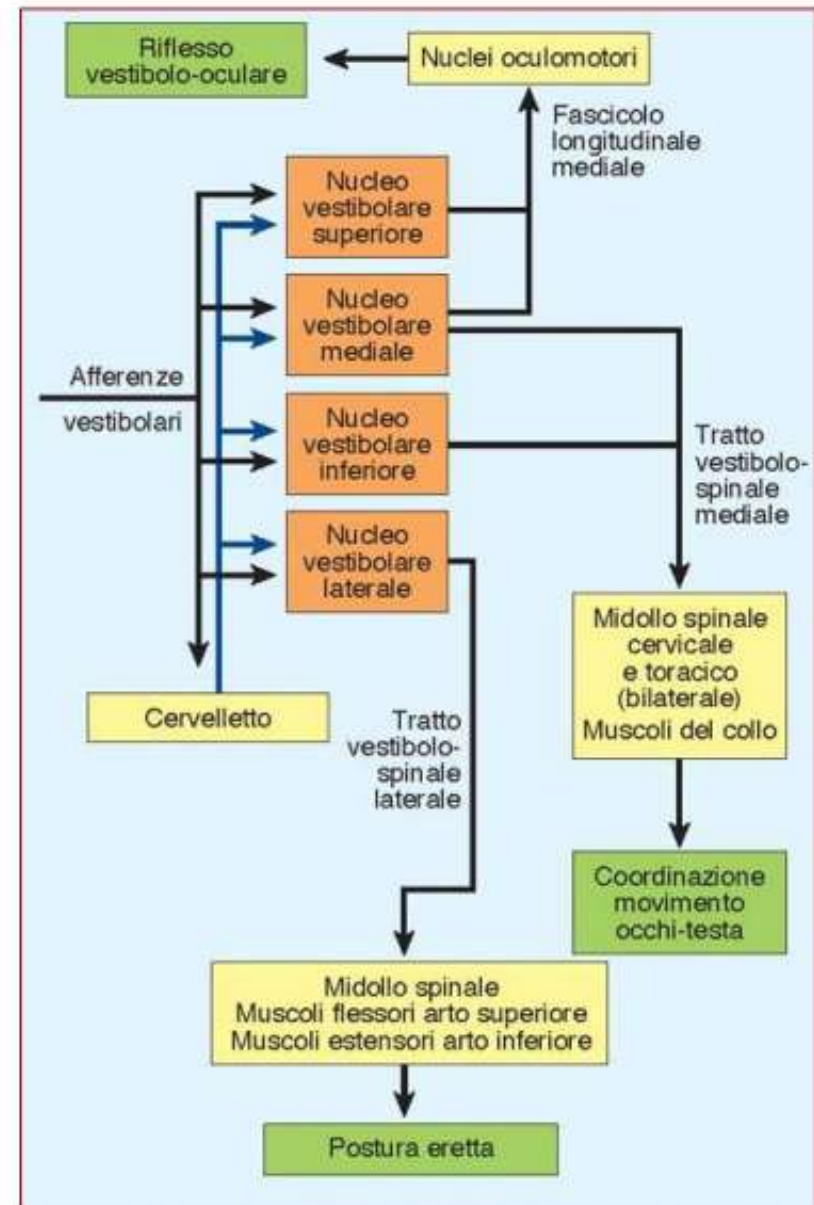 Riflesso
vestibolo-oculare
Nuclei oculomotori
Fascicolo
longitudinale
mediale
Nucleo
vestibolare
superiore
Nucleo
vestibolare
mediale
Afferenze
vestibolari
Nucleo
vestibolare
inferiore
Tratto
vestibolo-
spinale
mediale
Nucleo
vestibolare
laterale
Midollo spinale
cervicale
e toracico
(bilaterale)
Muscoli del collo
Cervelletto
Tratto
vestibolo-
spinale
laterale
Coordinazione
movimento
occhi-testa
Midollo spinale
Muscoli flessori arto superiore
Muscoli estensori arto inferiore
Postura eretta